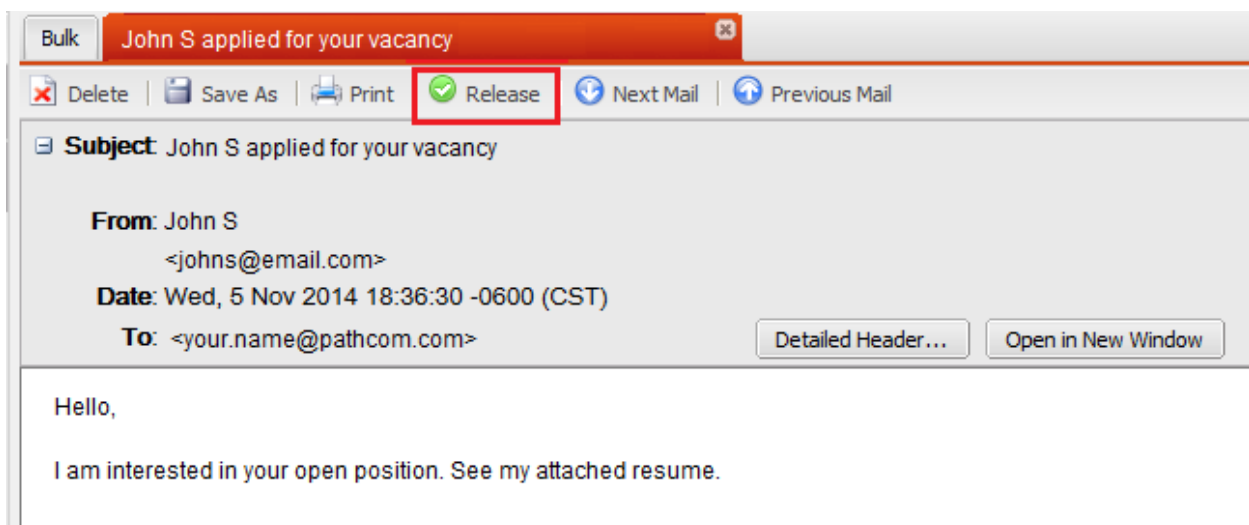 Bulk John S applied for your vacancy
Delete Save As Print Release Next Mail Previous Mail
Subject: John S applied for your vacancy
From: John S
<johns@email.com>
Date: Wed, 5 Nov 2014 18:36:30 -0600 (CST)
To: <your.name@pathcom.com> Detailed Header... Open in New Window
Hello,
I am interested in your open position. See my attached resume.